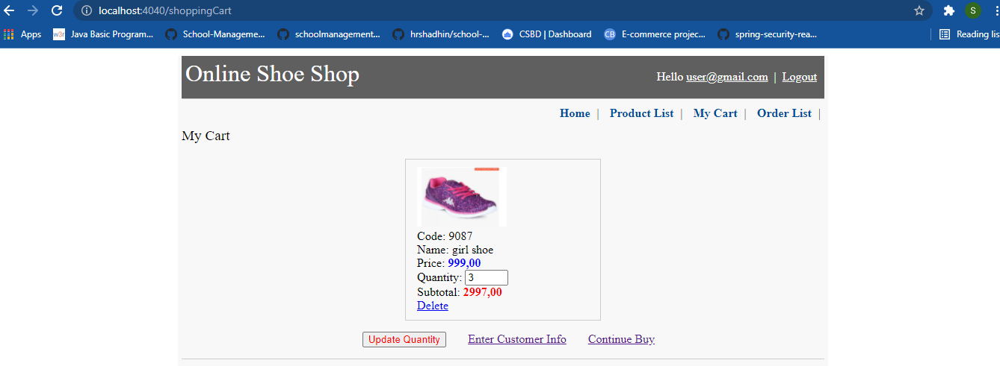 localhost:4040/shoppingCart
S
Apps w3r Java Basic Program... School-Manageme... schoolmanagement... hrshadhin/school-... CSBD | Dashboard CB E-commerce projec... spring-security-rea... Reading lis
Online Shoe Shop
Hello user@gmail.com | Logout
Home | Product List | My Cart | Order List |
My Cart
Code: 9087
Name: girl shoe
Price: 999,00
Quantity: 3
Subtotal: 2997,00
Delete
Update Quantity Enter Customer Info Continue Buy